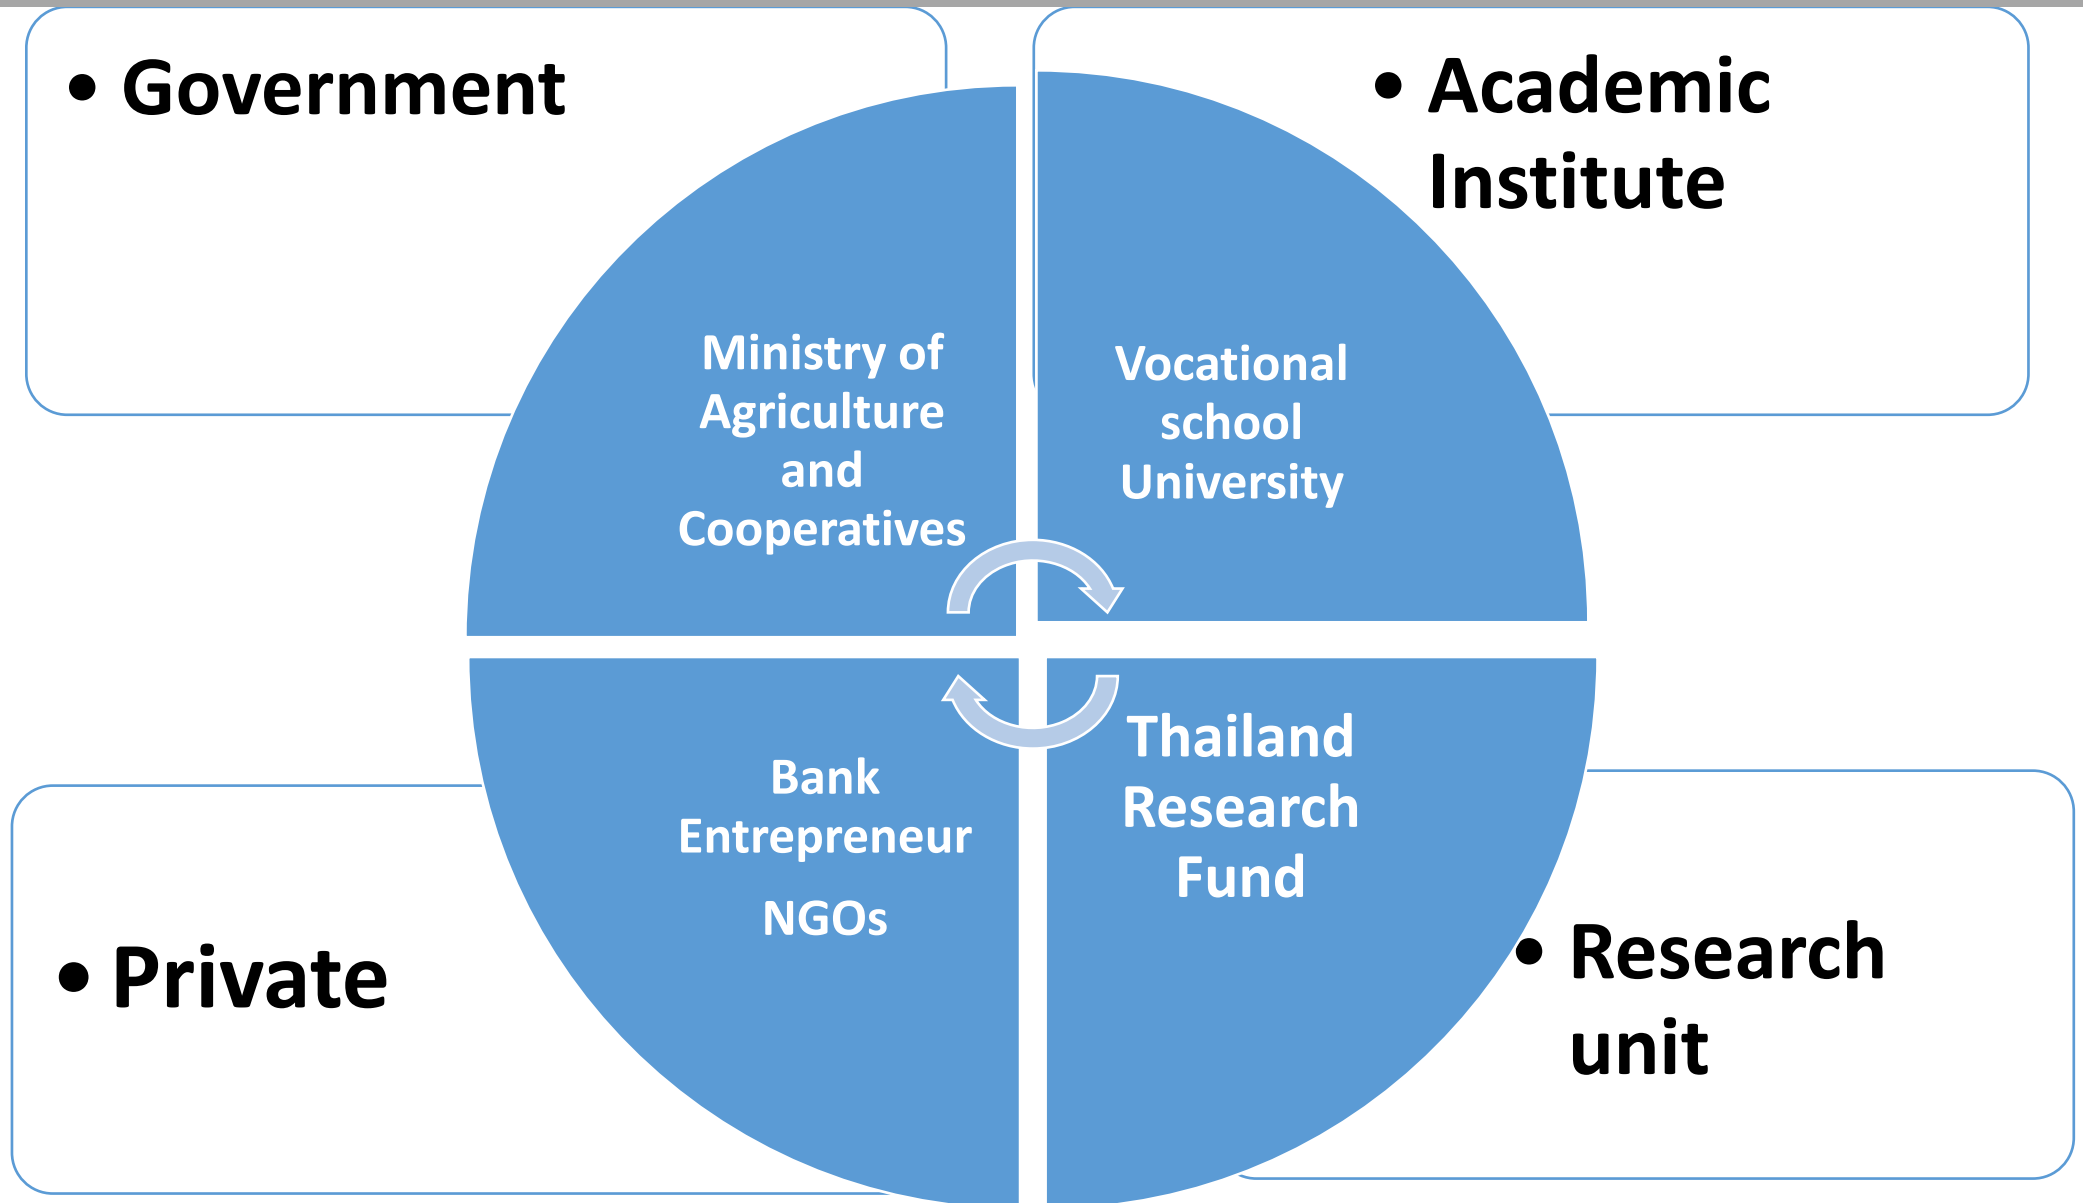 • Government
• Academic
Institute
Ministry of
Agriculture
and
Cooperatives
Vocational
school
University
Bank
Entrepreneur
NGOs
Thailand
Research
Fund
• Private
• Research
unit